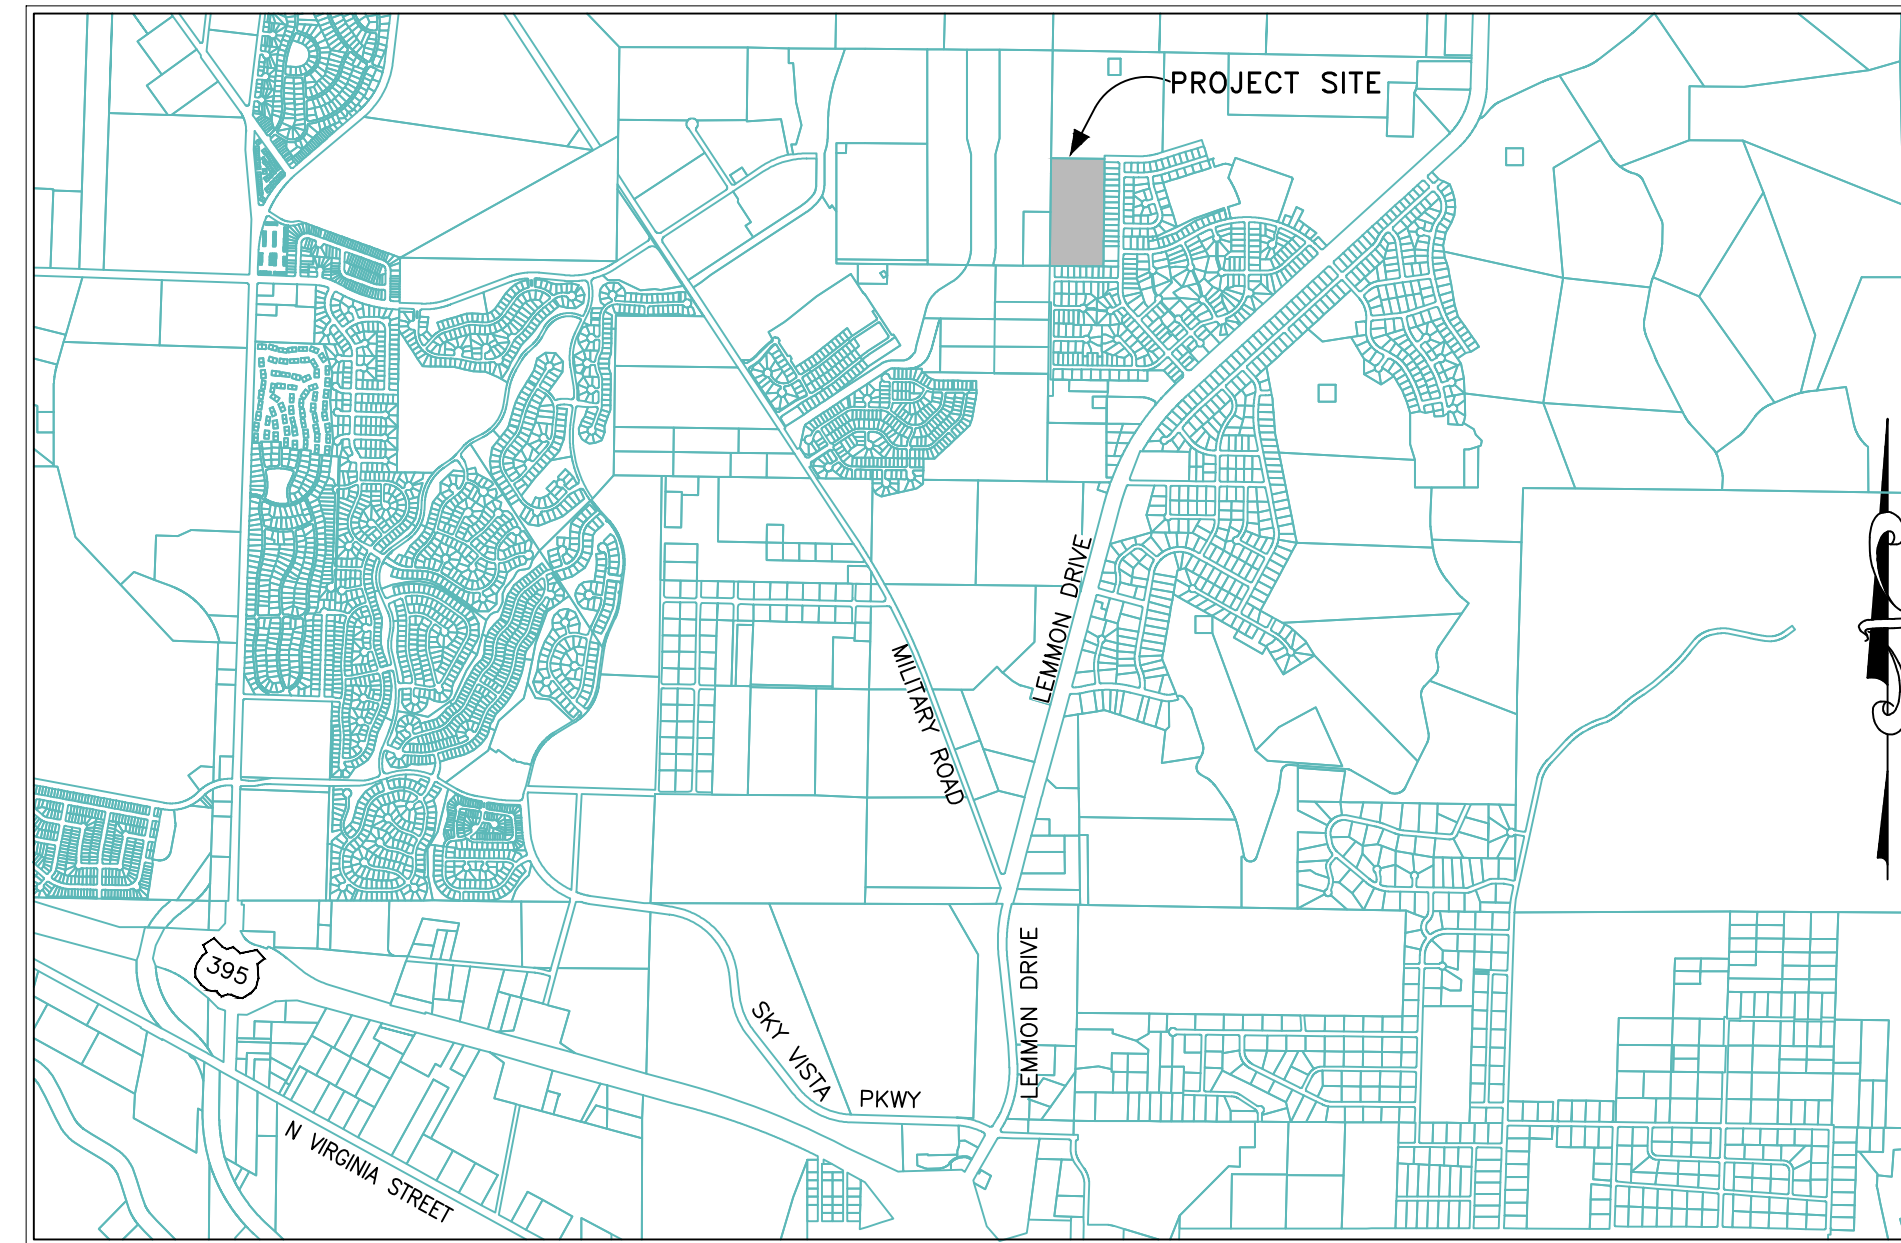 PROJECT SITE
LEMMON DRIVE
MILITARY ROAD
LEMMON DRIVE
395
SKY VISTA
PKWY
N VIRGINIA STREET